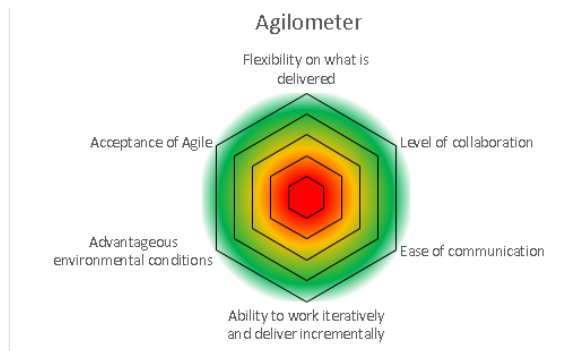 Agilometer
Flexibility on what is
delivered
Acceptance of Agile
Level of collaboration
Advantageous
environmental conditions
Ease of communication
Ability to work iteratively
and deliver incrementally